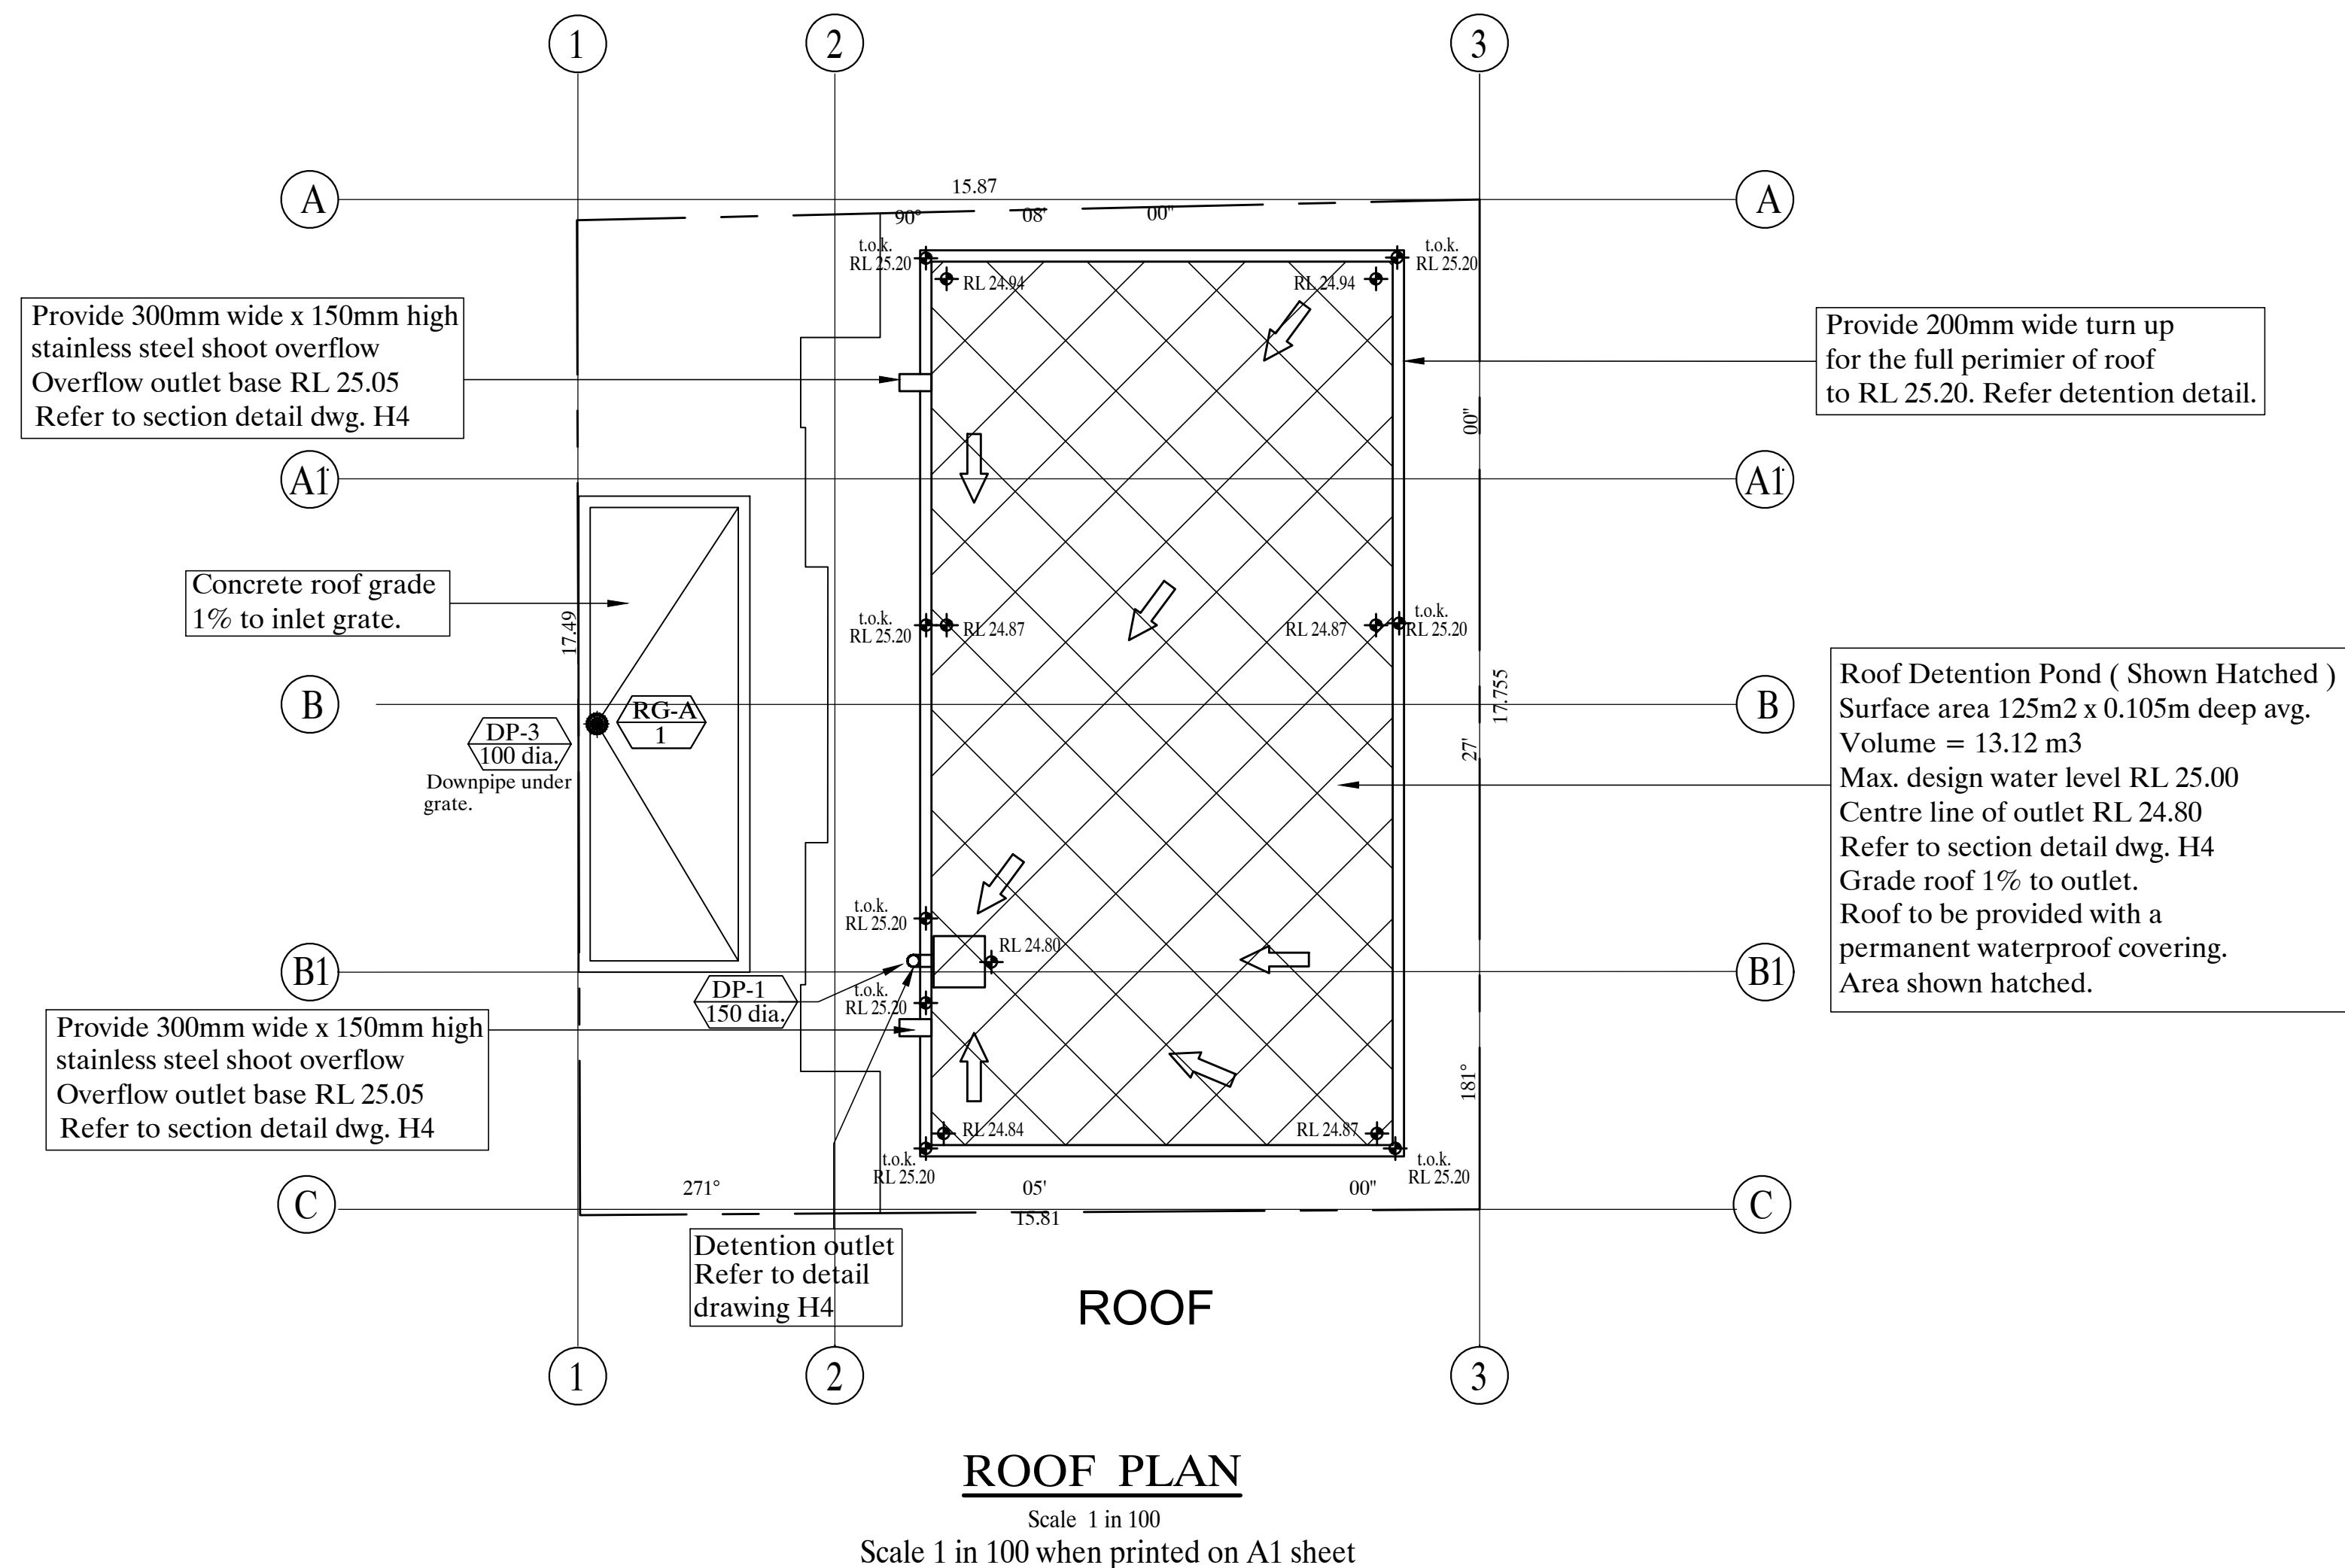 1
2
3
A
A
15.87
90°
08'
00"
t.o.k.
RL 25.20
t.o.k.
RL 25.20
RL 24.94
RL 24.94
Provide 300mm wide x 150mm high
stainless steel shoot overflow
Overflow outlet base RL 25.05
Refer to section detail dwg. H4
Provide 200mm wide turn up
for the full perimier of roof
to RL 25.20. Refer detention detail.
00"
A1
A1
Concrete roof grade
1% to inlet grate.
17.49
t.o.k.
RL 25.20
RL 24.87
RL 24.87
t.o.k.
RL 25.20
B
B
17.755
27'
RG-A
1
DP-3
100 dia.
Downpipe under
grate.
Roof Detention Pond ( Shown Hatched )
Surface area 125m2 x 0.105m deep avg.
Volume = 13.12 m3
Max. design water level RL 25.00
Centre line of outlet RL 24.80
Refer to section detail dwg. H4
Grade roof 1% to outlet.
Roof to be provided with a
permanent waterproof covering.
Area shown hatched.
t.o.k.
RL 25.20
RL 24.80
B1
B1
DP-1
150 dia.
t.o.k.
RL 25.20
Provide 300mm wide x 150mm high
stainless steel shoot overflow
Overflow outlet base RL 25.05
Refer to section detail dwg. H4
181°
RL 24.84
RL 24.87
t.o.k.
RL 25.20
t.o.k.
RL 25.20
C
C
271°
05'
00"
15.81
Detention outlet
Refer to detail
drawing H4
ROOF
1
2
3
ROOF PLAN
Scale 1 in 100
Scale 1 in 100 when printed on A1 sheet